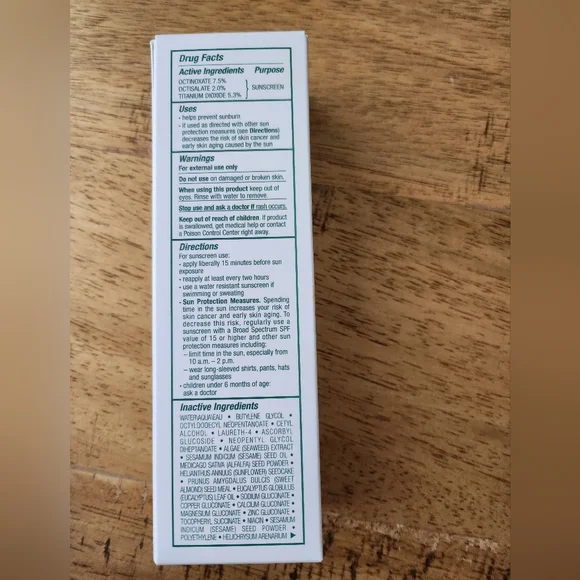 Drug Facts
Active Ingredients Purpose
OCTINOXATE 7.5%
OCTISALATE 2.0% SUNSCREEN
TITANIUM DIOXIDE 5.3%
Uses
• helps prevent sunburn
• if used as directed with other sun
protection measures (see Directions)
decreases the risk of skin cancer and
early skin aging caused by the sun
Warnings
For external use only
Do not use on damaged or broken skin.
When using this product keep out of
eyes. Rinse with water to remove.
Stop use and ask a doctor if rash occurs.
Keep out of reach of children. If product
is swallowed, get medical help or contact
a Poison Control Center right away.
Directions
For sunscreen use:
• apply liberally 15 minutes before sun
exposure
• reapply at least every two hours
• use a water resistant sunscreen if
swimming or sweating
• Sun Protection Measures. Spending
time in the sun increases your risk of
skin cancer and early skin aging. To
decrease this risk, regularly use a
sunscreen with a Broad Spectrum SPF
value of 15 or higher and other sun
protection measures including:
– limit time in the sun, especially from
10 a.m. – 2 p.m.
– wear long-sleeved shirts, pants, hats
and sunglasses
• children under 6 months of age:
ask a doctor
Inactive Ingredients
WATER\AQUA\EAU • BUTYLENE GLYCOL •
OCTYLDODECYL NEOPENTANOATE • CETYL
ALCOHOL • LAURETH-4 • ASCORBYL
GLUCOSIDE • NEOPENTYL GLYCOL
DIHEPTANOATE • ALGAE (SEAWEED) EXTRACT
• SESAMUM INDICUM (SESAME) SEED OIL •
MEDICAGO SATIVA (ALFALFA) SEED POWDER •
HELIANTHUS ANNUUS (SUNFLOWER) SEEDCAKE
• PRUNUS AMYGDALUS DULCIS (SWEET
ALMOND) SEED MEAL • EUCALYPTUS GLOBULUS
(EUCALYPTUS) LEAF OIL • SODIUM GLUCONATE •
COPPER GLUCONATE • CALCIUM GLUCONATE •
MAGNESIUM GLUCONATE • ZINC GLUCONATE •
TOCOPHERYL SUCCINATE • NIACIN • SESAMUM
INDICUM (SESAME) SEED POWDER •
POLYETHYLENE • HELICHRYSUM ARENARIUM ▶